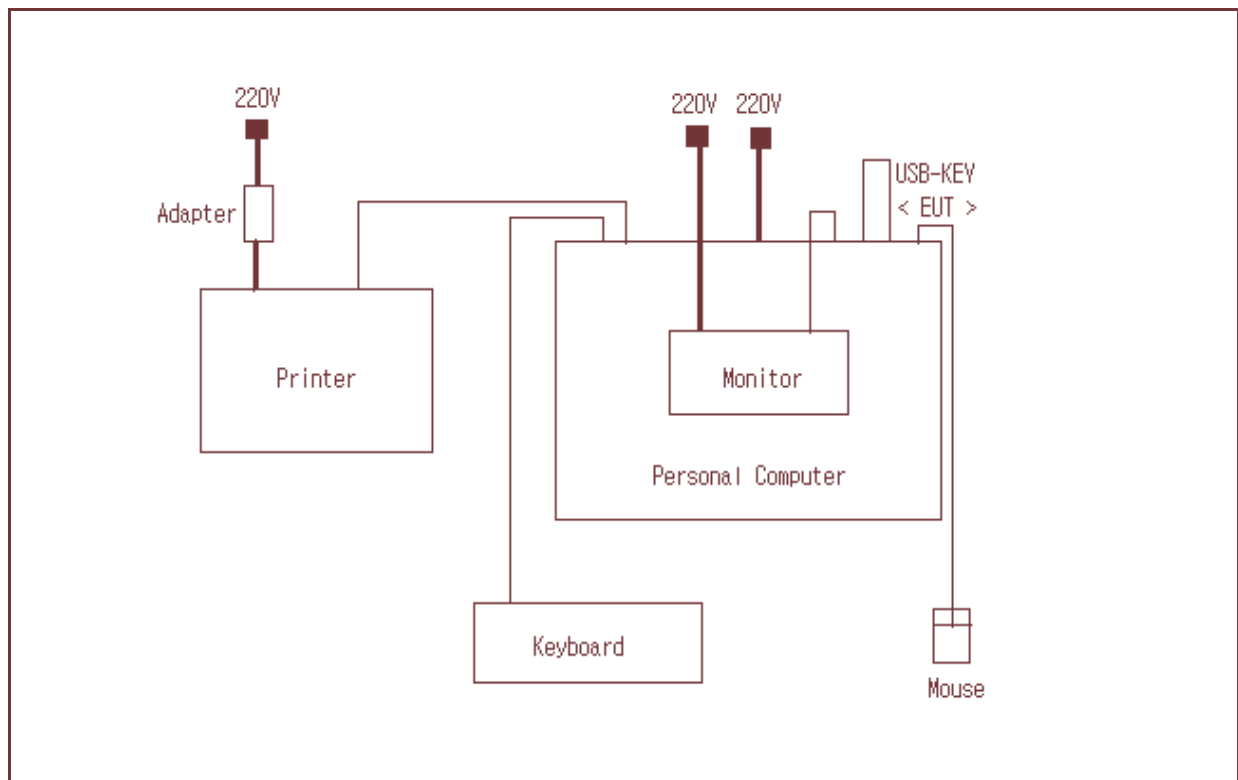 220V
220V
220V
USB-KEY
< EUT >
Adapter
Printer
Monitor
Personal Computer
Keyboard
Mouse